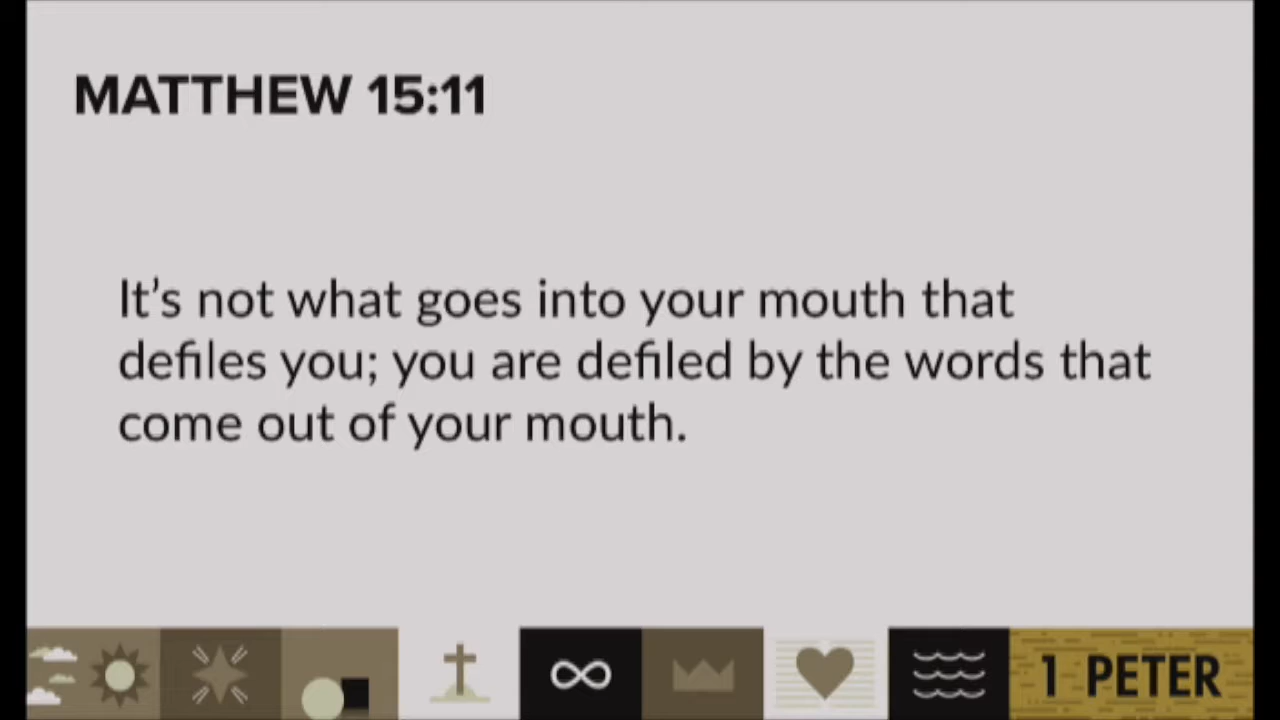 MATTHEW 15:11
It’s not what goes into your mouth that
defiles you; you are defiled by the words that
come out of your mouth.
1 PETER